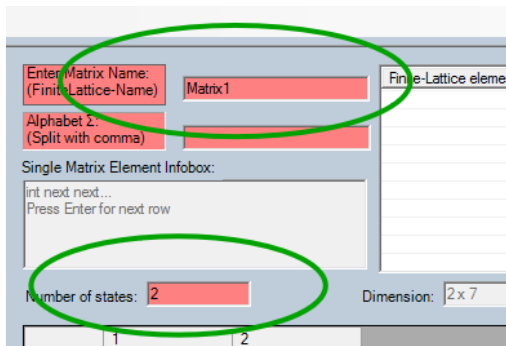 Enter Matrix Name:
(FiniteLattice-Name)
Matrix1
Finite-Lattice eleme
Alphabet Σ:
(Split with comma)
Single Matrix Element Infobox:
int next next...
Press Enter for next row
Number of states: 2
Dimension: 2 x 7
1 2